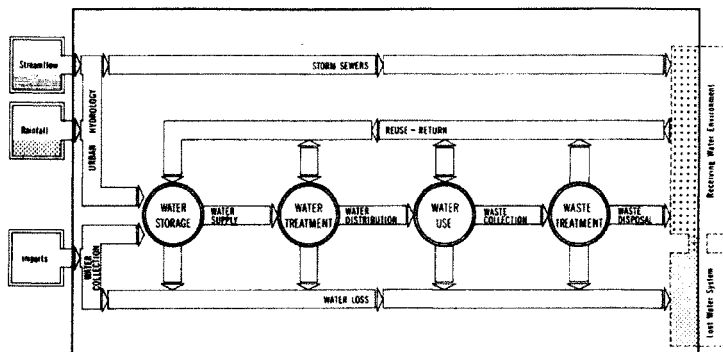 Streamflow
STORM SEWERS
URBAN HYDROLOGY
Rainfall
REUSE - RETURN
Receiving Water Environment
WATER
STORAGE
WATER
SUPPLY
WATER
TREATMENT
WATER
DISTRIBUTION
WATER
USE
WASTE
COLLECTION
WASTE
TREATMENT
WASTE
DISPOSAL
Imports
WATER
COLLECTION
WATER LOSS
Lost Water System